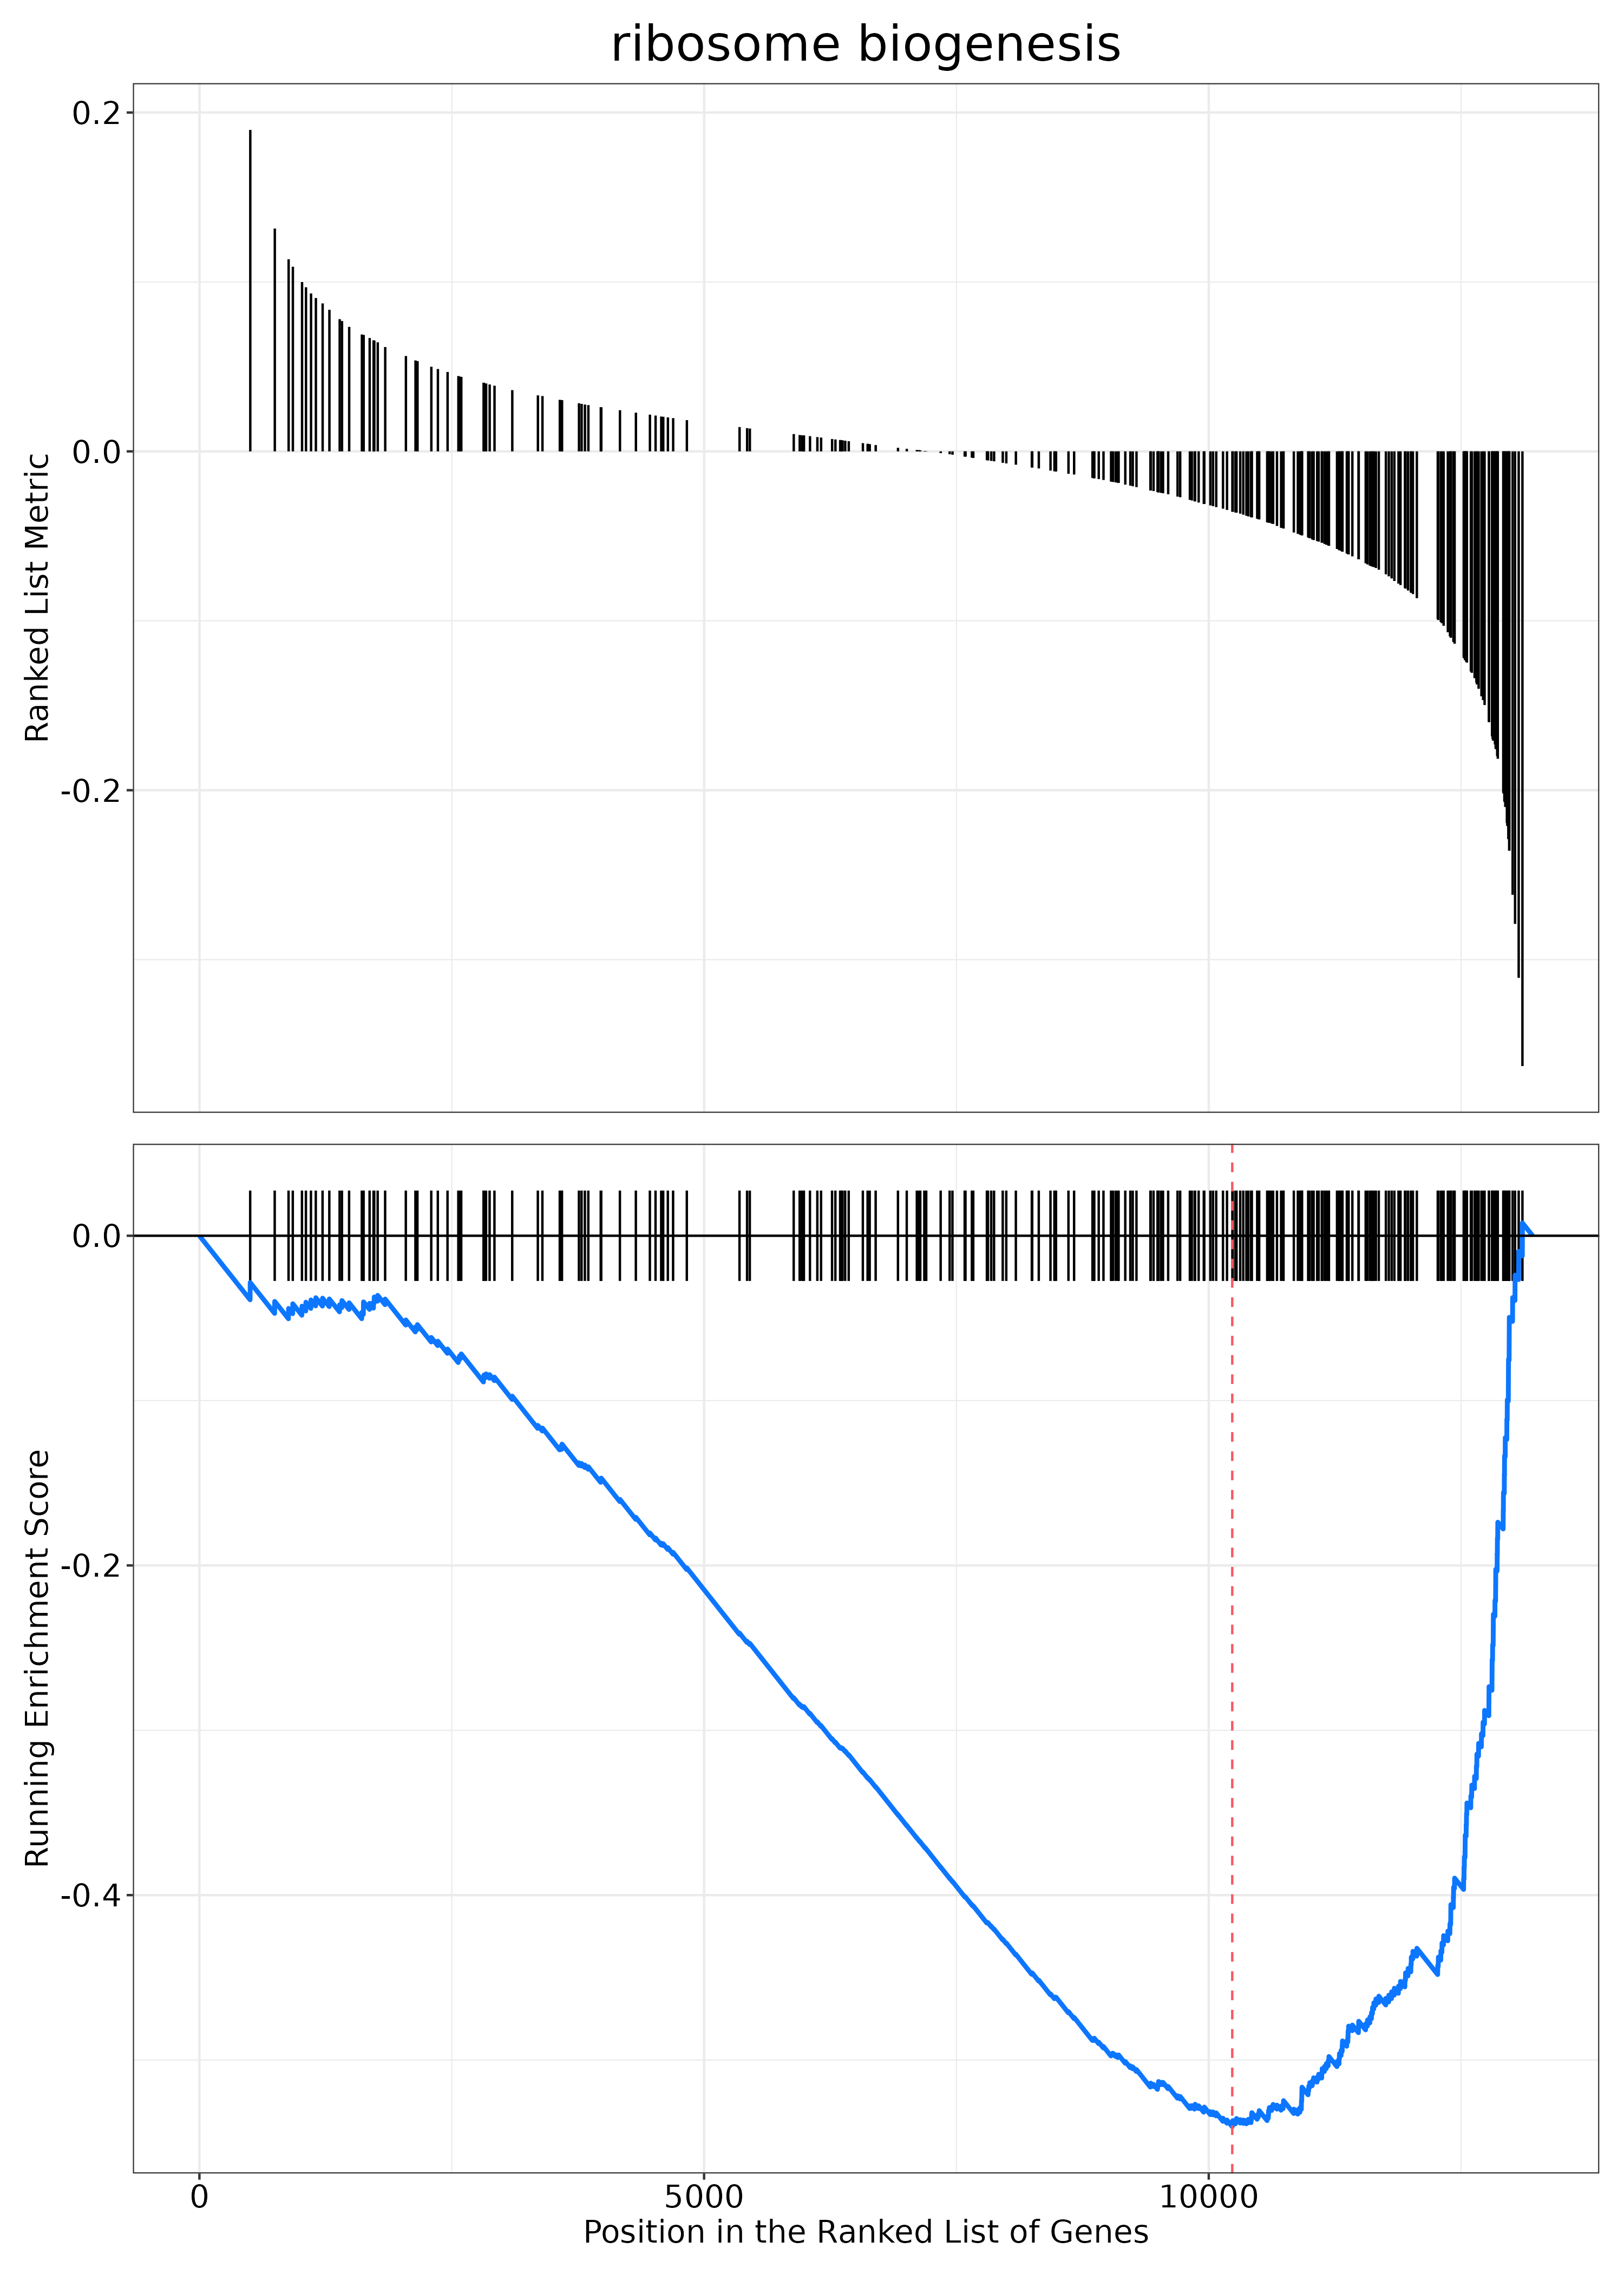 ribosome biogenesis
0.2
0.0
-0.2
Ranked List Metric
0.0
-0.2
-0.4
Running Enrichment Score
0 5000 10000
Position in the Ranked List of Genes